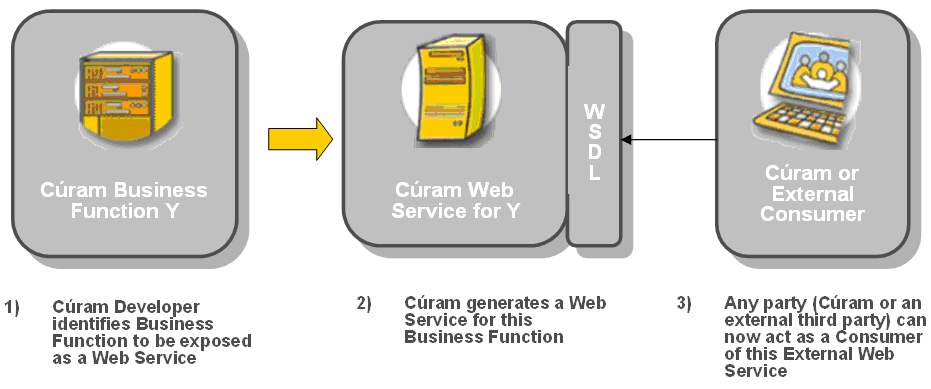 Cúram Business
Function Y
Cúram Web
Service for Y
W
S
D
L
Cúram or
External
Consumer
1) Cúram Developer
identifies Business
Function to be exposed
as a Web Service
2) Cúram generates a Web
Service for this
Business Function
3) Any party (Cúram or an
external third party) can
now act as a Consumer
of this External Web
Service